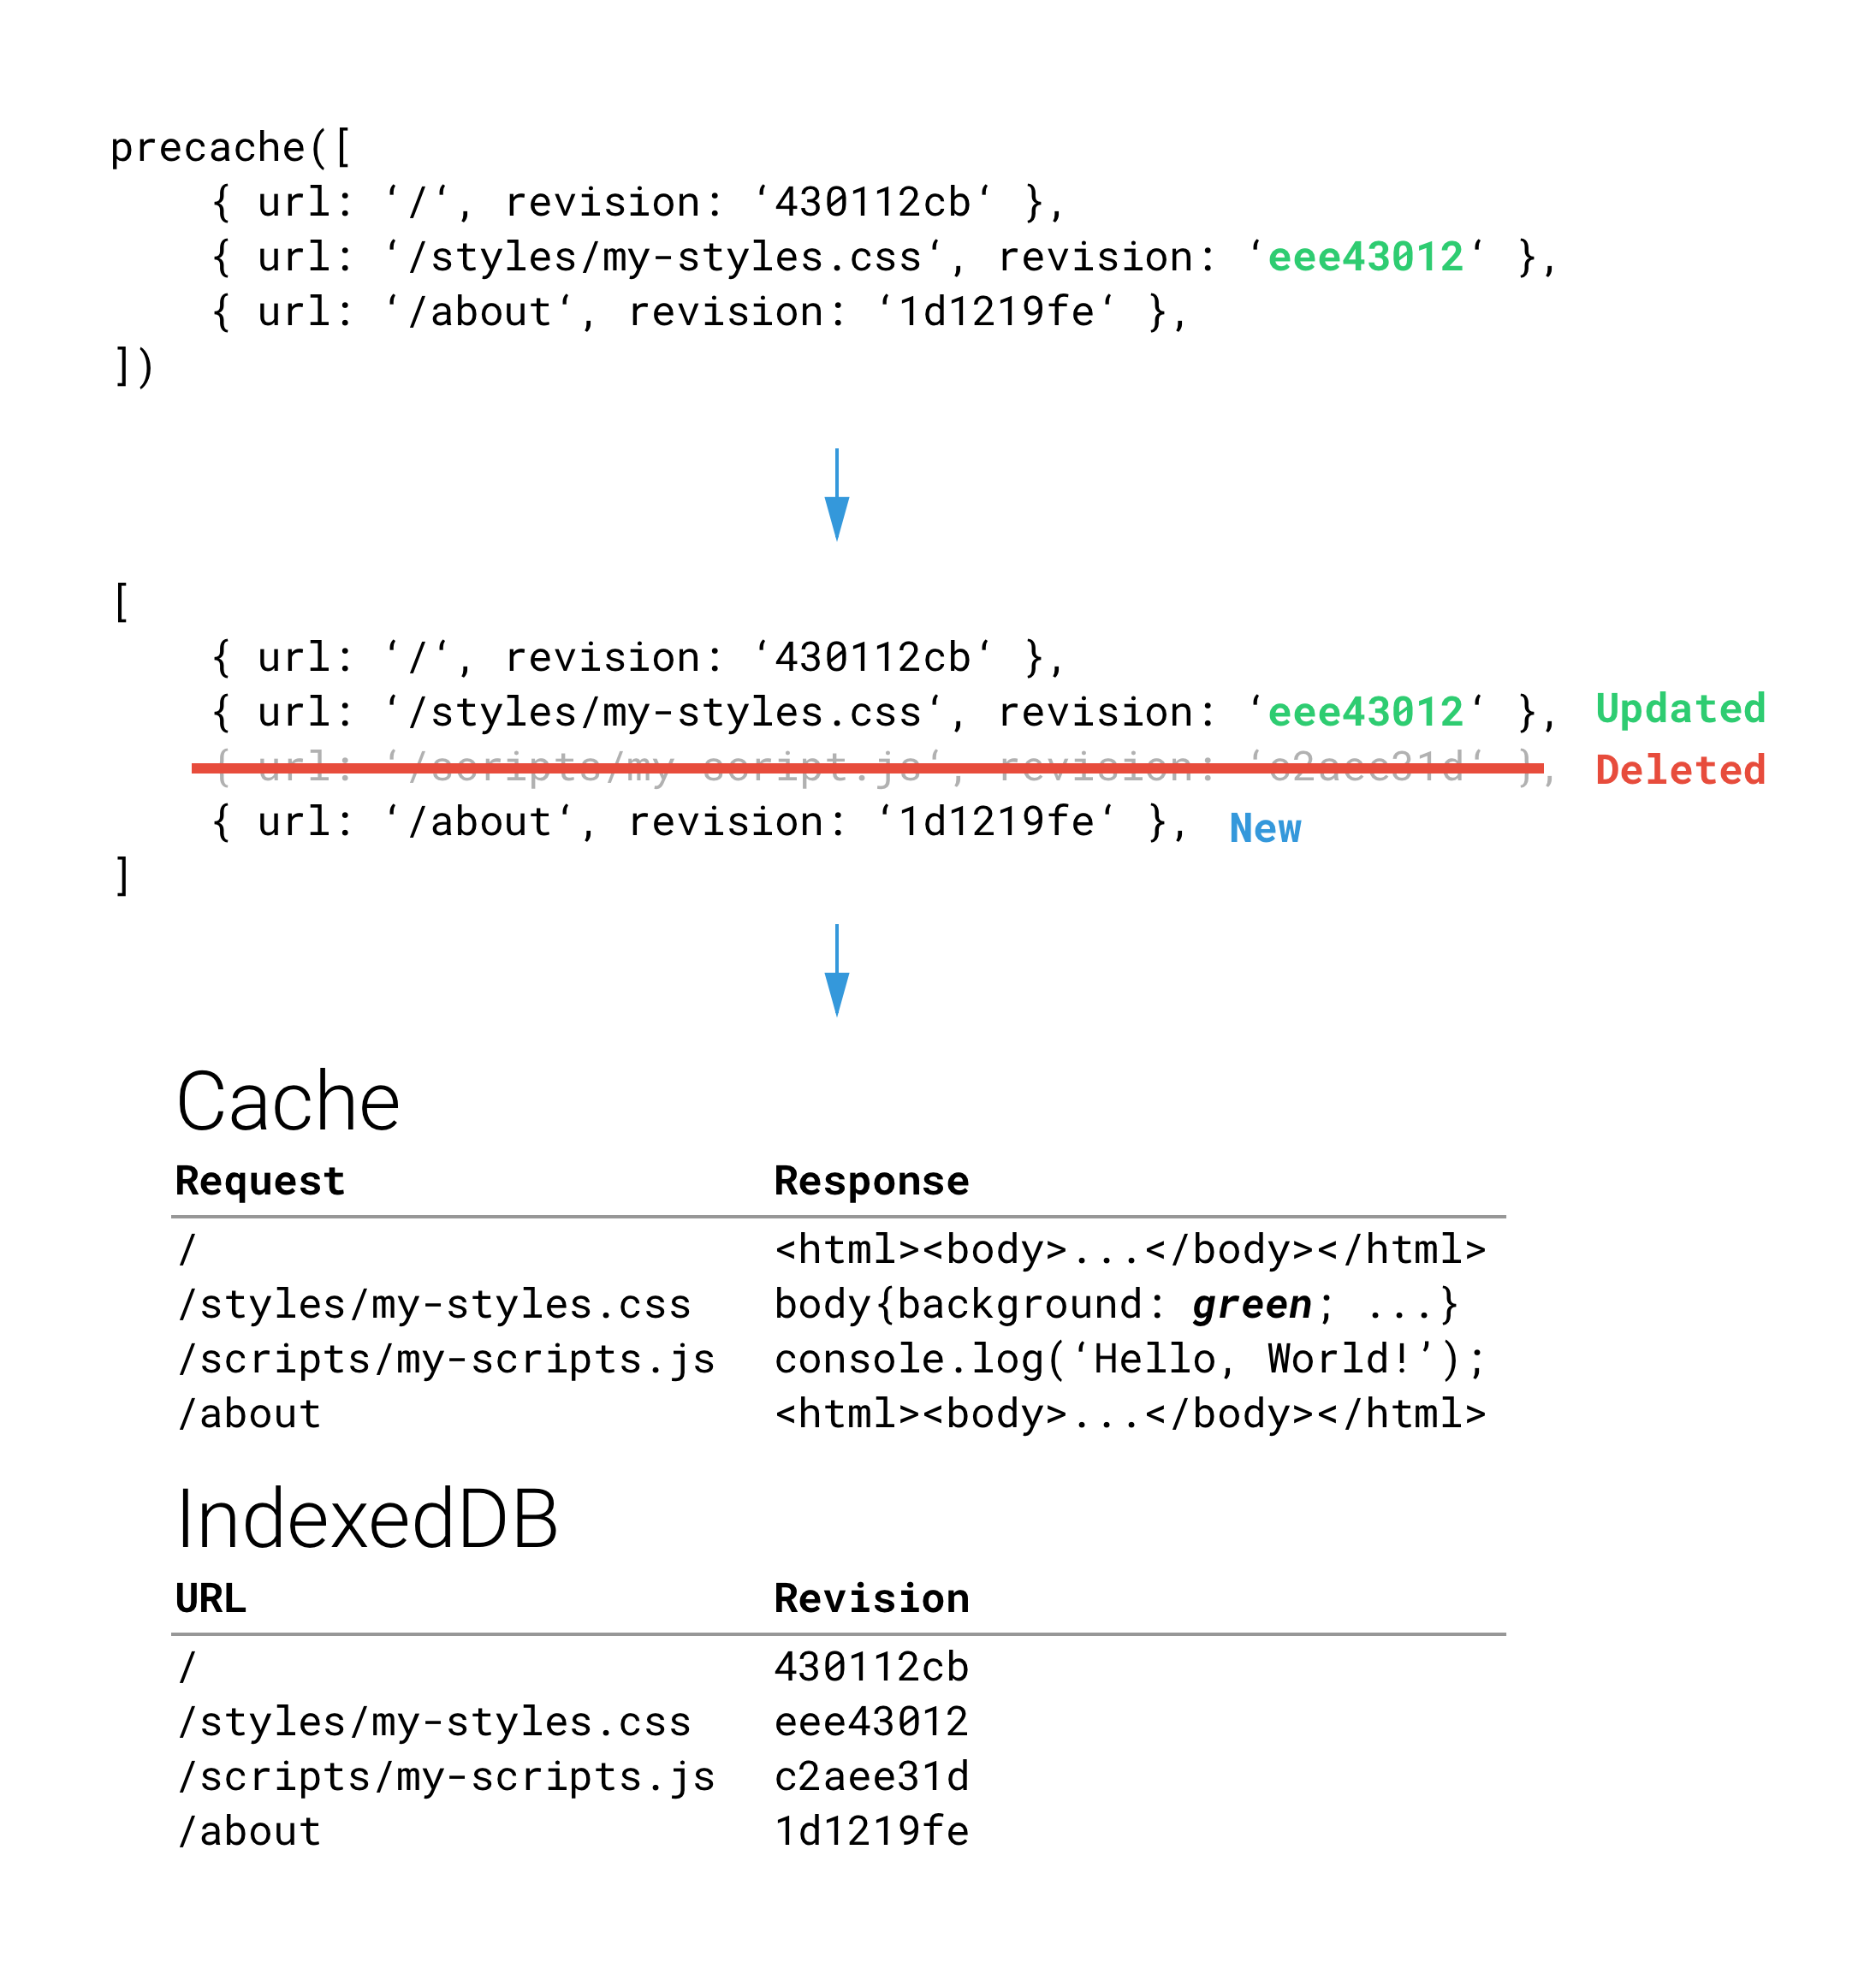 precache([
{ url: ‘/‘, revision: ‘430112cb‘ },
{ url: ‘/styles/my-styles.css‘, revision: ‘eee43012‘ },
{ url: ‘/about‘, revision: ‘1d1219fe‘ },
])
[
{ url: ‘/‘, revision: ‘430112cb‘ },
{ url: ‘/styles/my-styles.css‘, revision: ‘eee43012‘ }, Updated
{ url: ‘/scripts/my-script.js‘, revision: ‘c2aee31d‘ }, Deleted
{ url: ‘/about‘, revision: ‘1d1219fe‘ }, New
]
Cache
Request Response
/ <html><body>...</body></html>
/styles/my-styles.css body{background: green; ...}
/scripts/my-scripts.js console.log(‘Hello, World!’);
/about <html><body>...</body></html>
IndexedDB
URL Revision
/ 430112cb
/styles/my-styles.css eee43012
/scripts/my-scripts.js c2aee31d
/about 1d1219fe